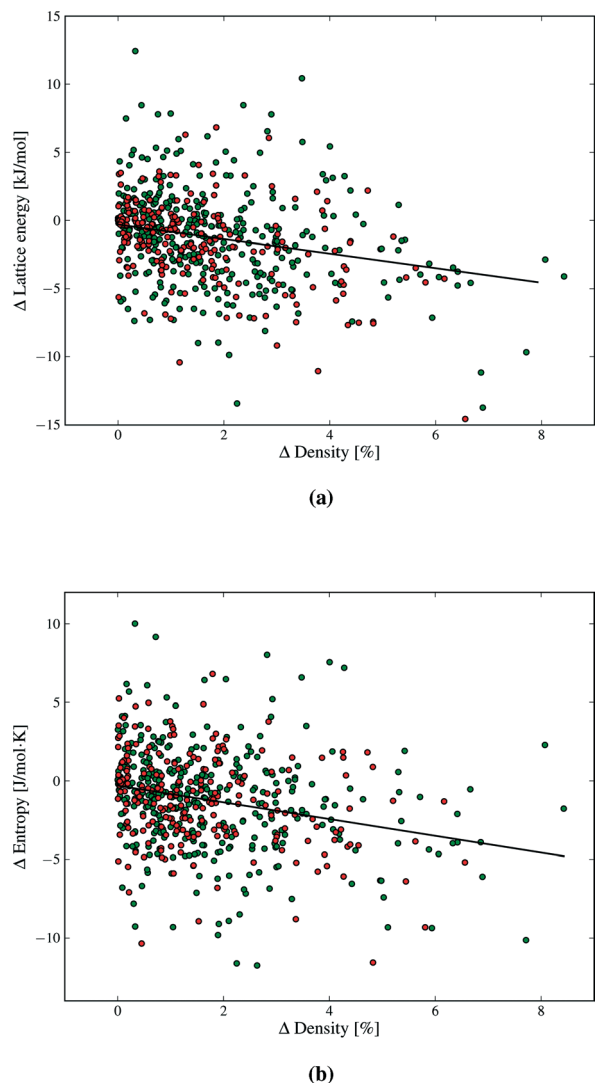 15
10
5
0
−5
−10
−15
Δ Lattice energy [kJ/mol]
0 2 4 6 8
Δ Density [%]
(a)
10
5
0
−5
−10
Δ Entropy [J/mol·K]
0 2 4 6 8
Δ Density [%]
(b)